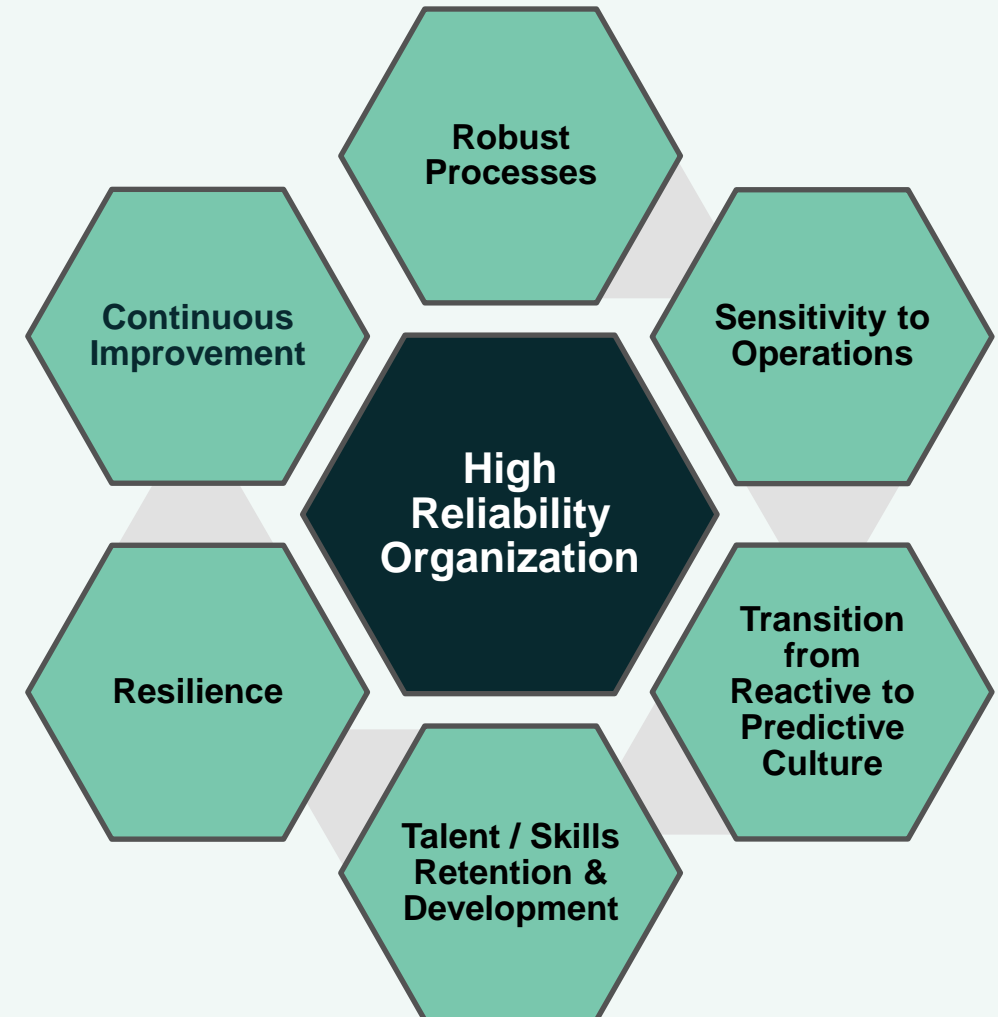 Robust
Processes
Sensitivity to
Operations
Transition
from
Reactive to
Predictive
Culture
Talent / Skills
Retention &
Development
Resilience
Continuous
Improvement
High
Reliability
Organization